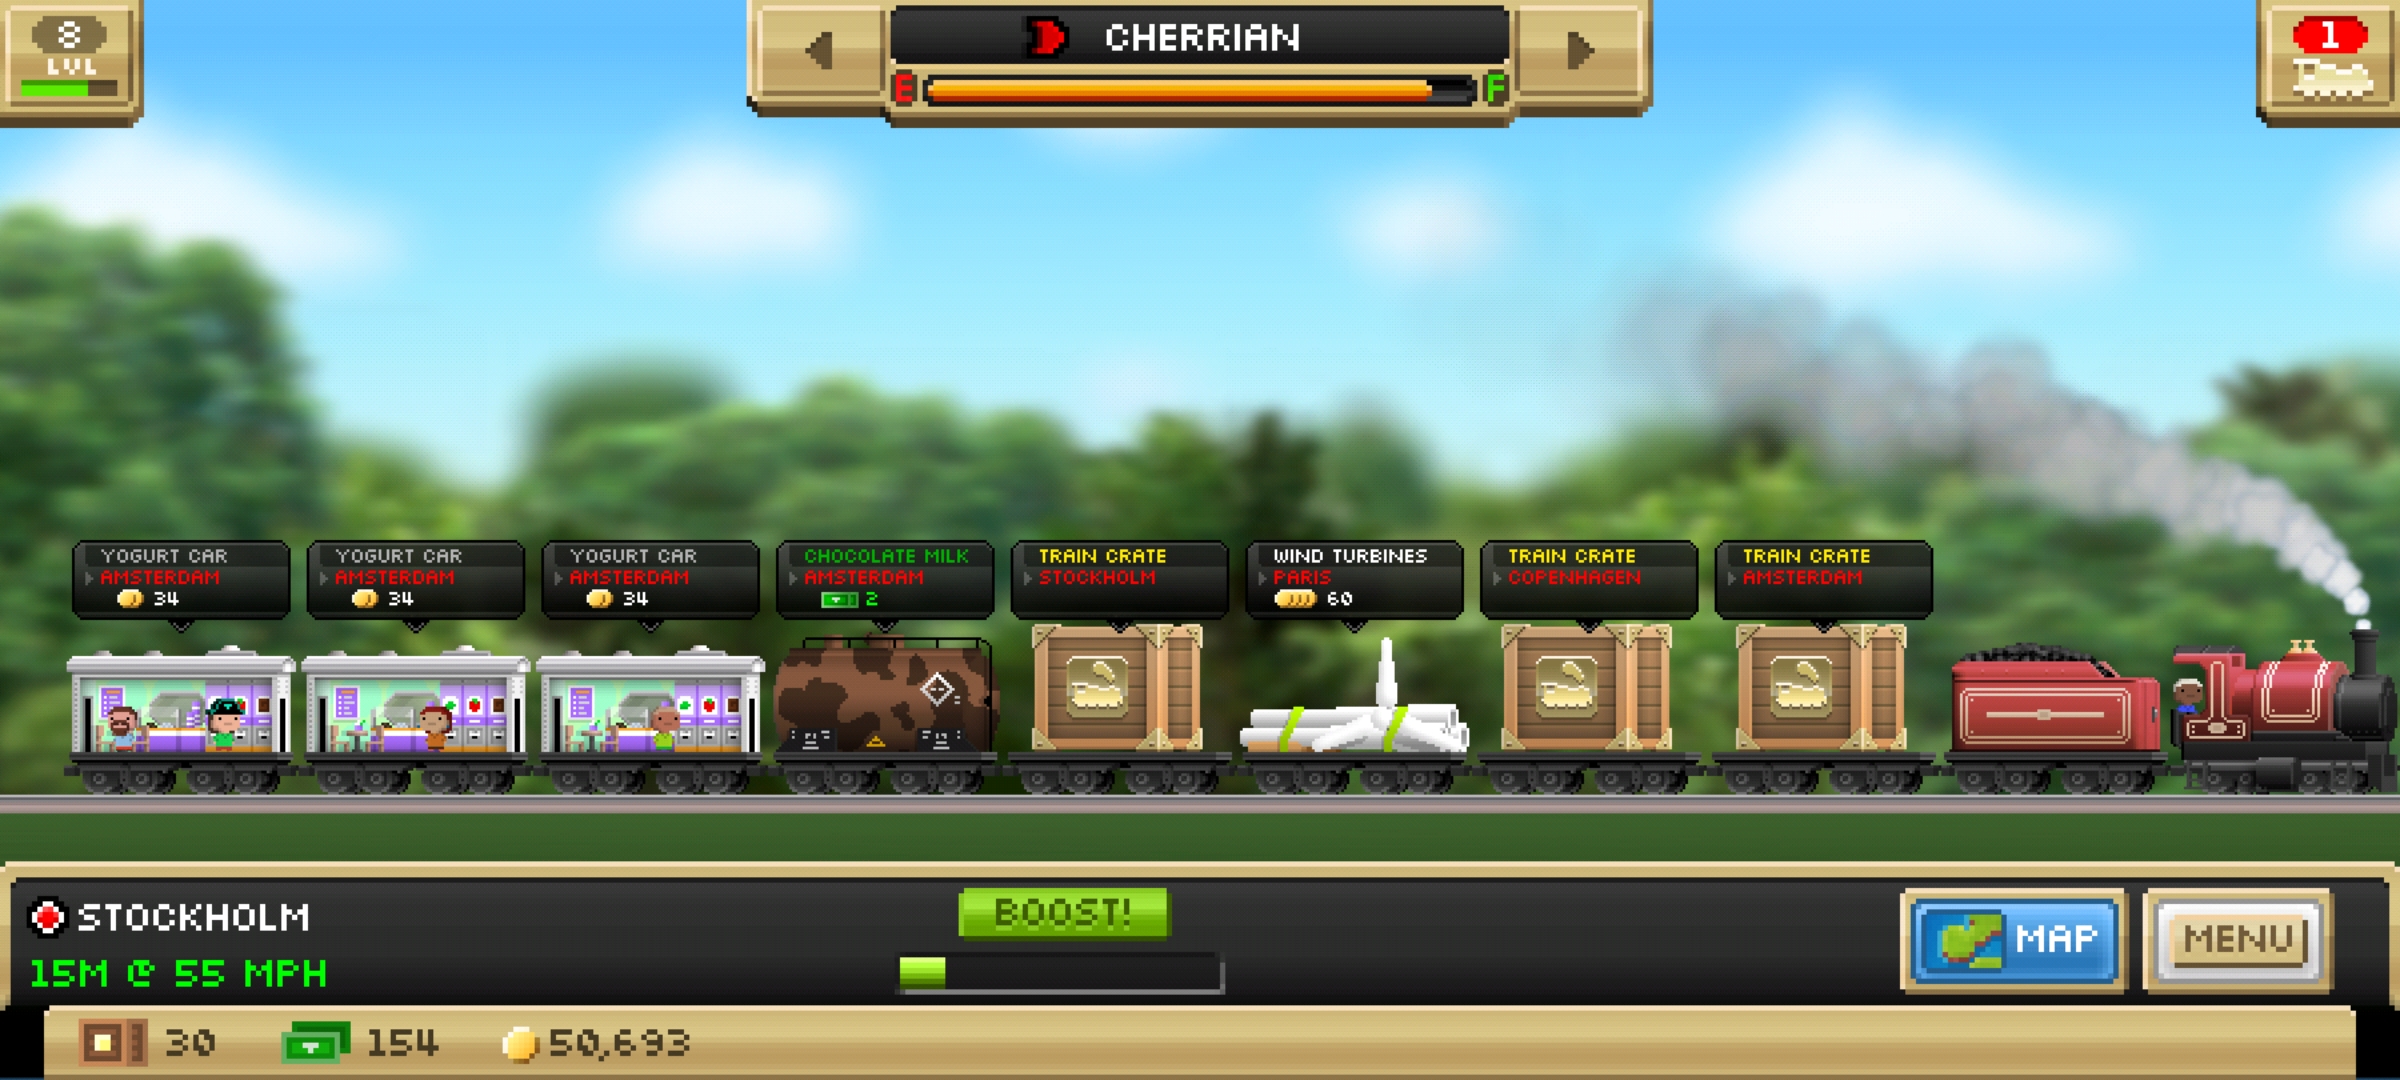 8
LVL
CHERRIAN
E
F
1
YOGURT CAR
AMSTERDAM
34
YOGURT CAR
AMSTERDAM
34
YOGURT CAR
AMSTERDAM
34
CHOCOLATE MILK
AMSTERDAM
2
TRAIN CRATE
STOCKHOLM
WIND TURBINES
PARIS
60
TRAIN CRATE
COPENHAGEN
TRAIN CRATE
AMSTERDAM
STOCKHOLM
15M @ 55 MPH
BOOST!
MAP
MENU
30
154
50,693